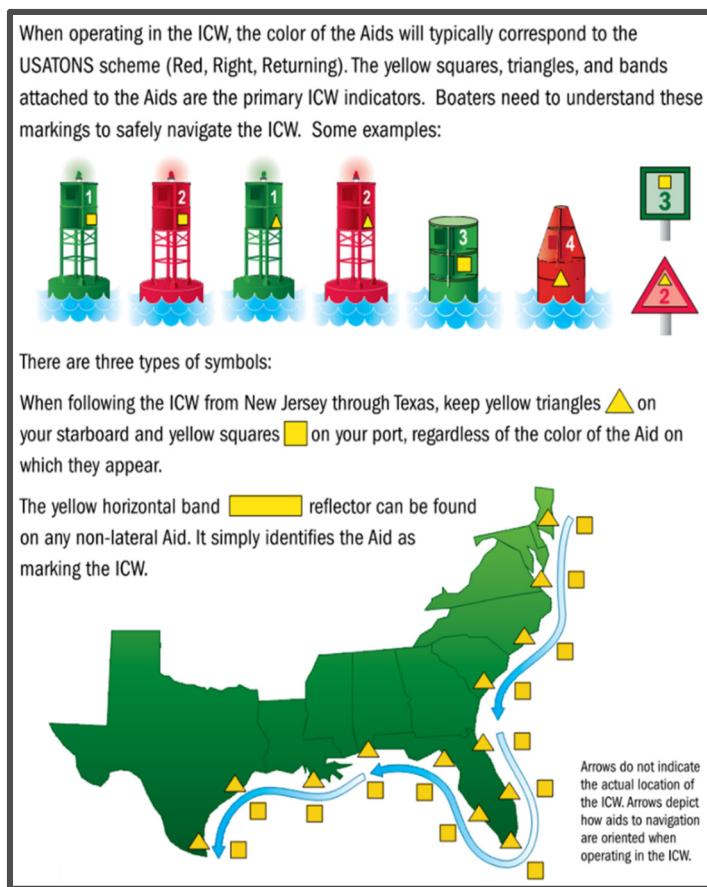 When operating in the ICW, the color of the Aids will typically correspond to the
USATONS scheme (Red, Right, Returning). The yellow squares, triangles, and bands
attached to the Aids are the primary ICW indicators. Boaters need to understand these
markings to safely navigate the ICW. Some examples:
1 2 1 2 3 4 3
2
There are three types of symbols:
When following the ICW from New Jersey through Texas, keep yellow triangles on
your starboard and yellow squares on your port, regardless of the color of the Aid on
which they appear.
The yellow horizontal band reflector can be found
on any non-lateral Aid. It simply identifies the Aid as
marking the ICW.
Arrows do not indicate
the actual location of
the ICW. Arrows depict
how aids to navigation
are oriented when
operating in the ICW.